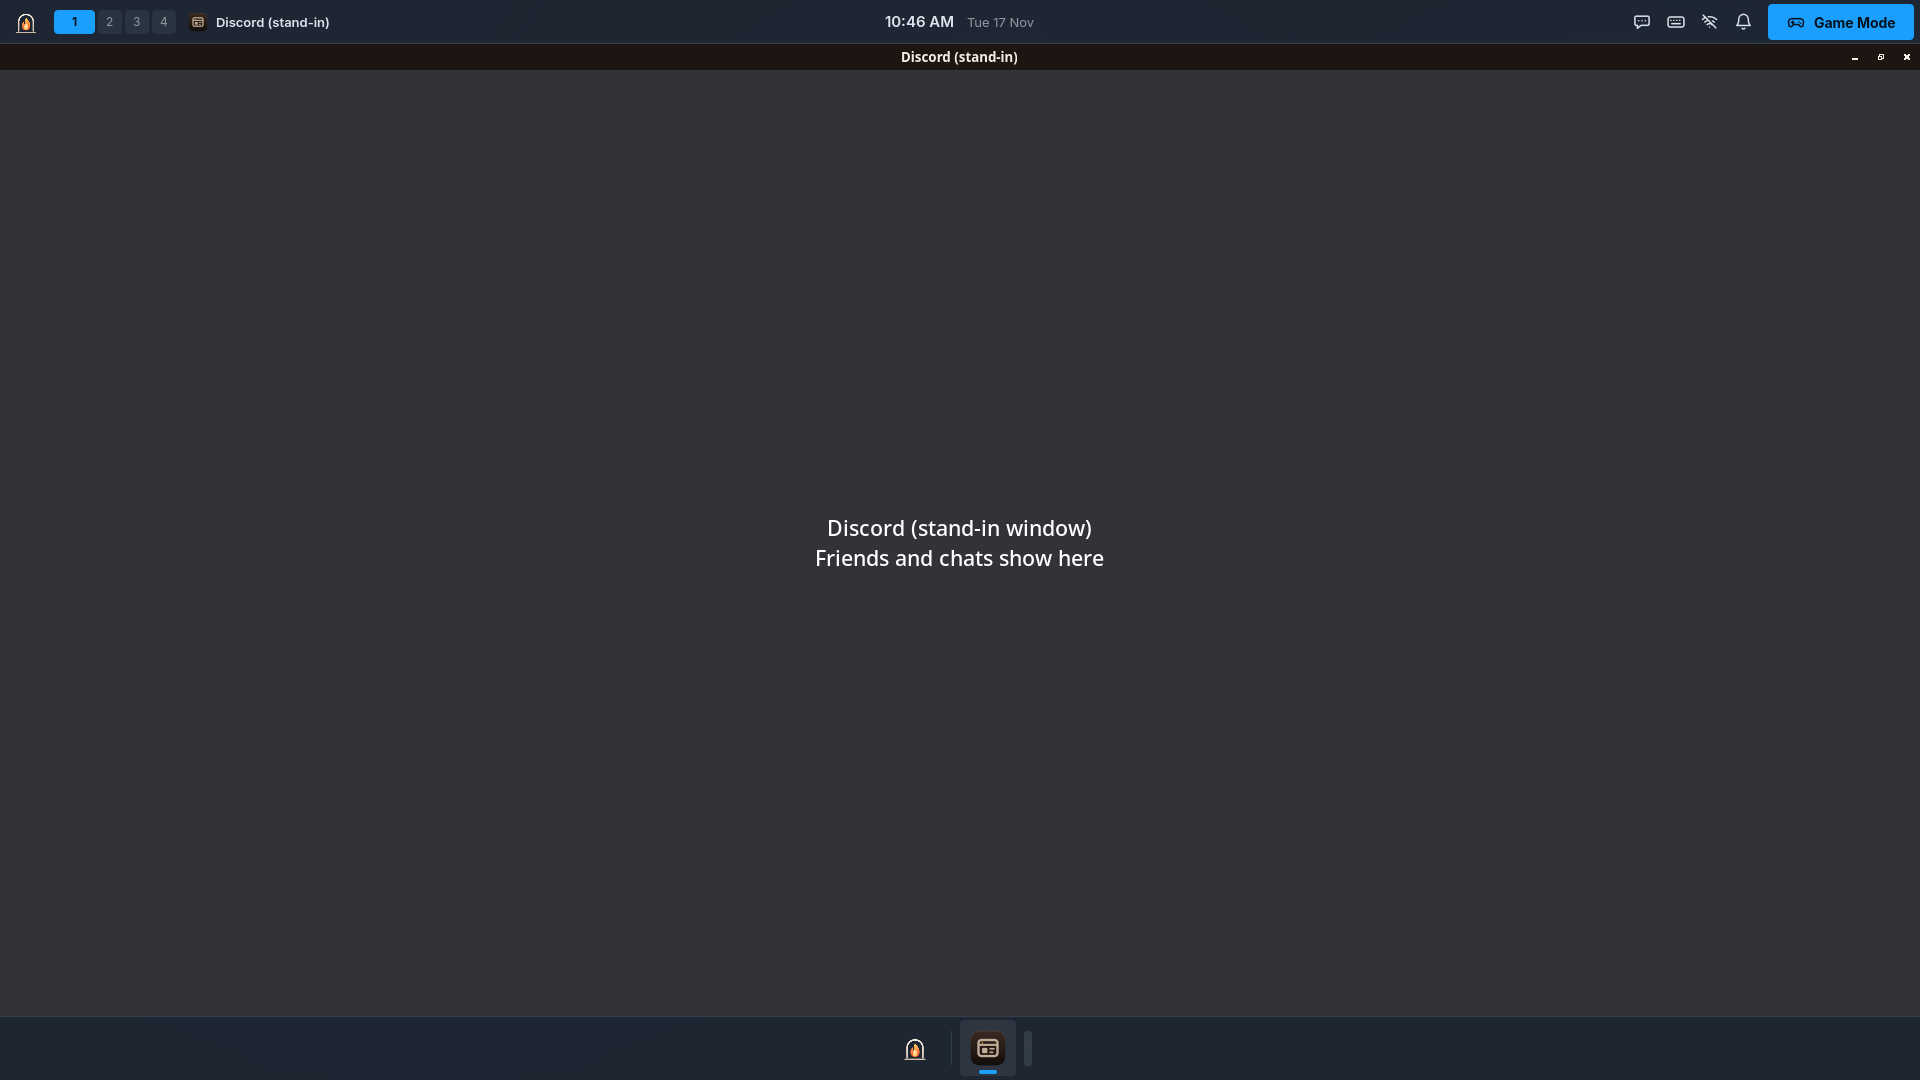 1 2 3 4 Discord (stand-in) 10:46 AM Tue 17 Nov Game Mode
Discord (stand-in)
Discord (stand-in window)
Friends and chats show here